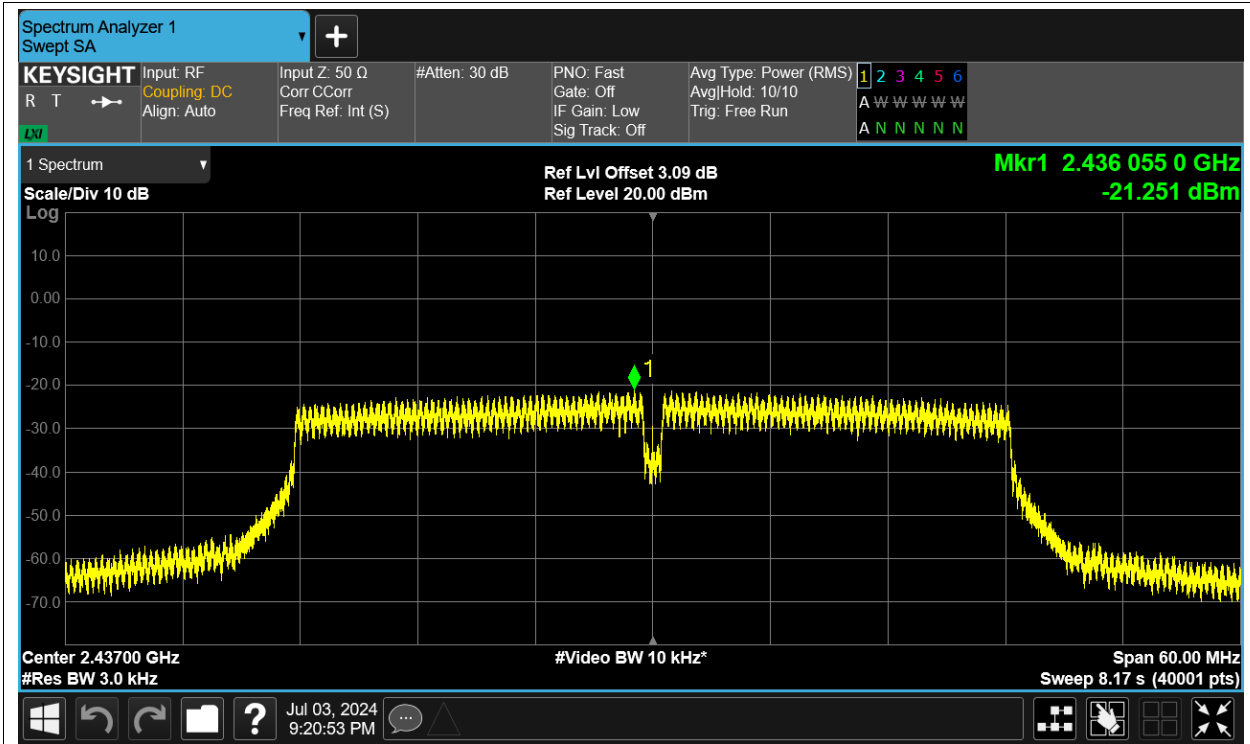 Spectrum Analyzer 1
Swept SA
KEYSIGHT
R T
LXI
Input: RF
Coupling: DC
Align: Auto
Input Z: 50 Ω
Corr CCorr
Freq Ref: Int (S)
#Atten: 30 dB
PNO: Fast
Gate: Off
IF Gain: Low
Sig Track: Off
Avg Type: Power (RMS)
Avg|Hold: 10/10
Trig: Free Run
1 2 3 4 5 6
A W W W W W
A N N N N N
1 Spectrum
Scale/Div 10 dB
Log
Ref Lvl Offset 3.09 dB
Ref Level 20.00 dBm
Mkr1 2.436 055 0 GHz
-21.251 dBm
10.0
0.00
-10.0
-20.0
-30.0
-40.0
-50.0
-60.0
-70.0
1
Center 2.43700 GHz
#Res BW 3.0 kHz
#Video BW 10 kHz*
Span 60.00 MHz
Sweep 8.17 s (40001 pts)
?
Jul 03, 2024
9:20:53 PM